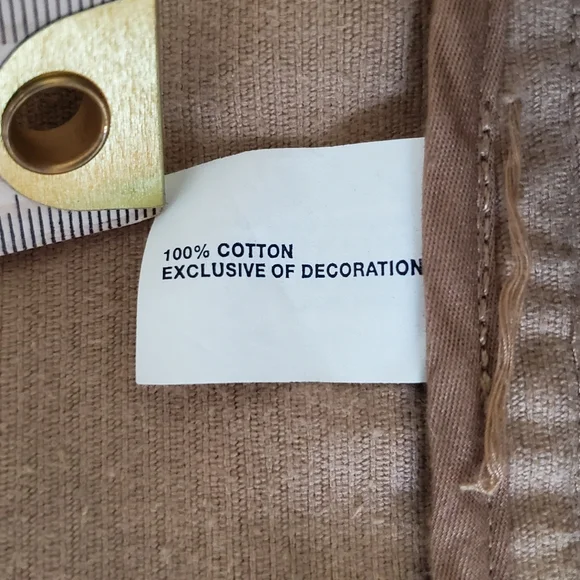 100% COTTON
EXCLUSIVE OF DECORATION